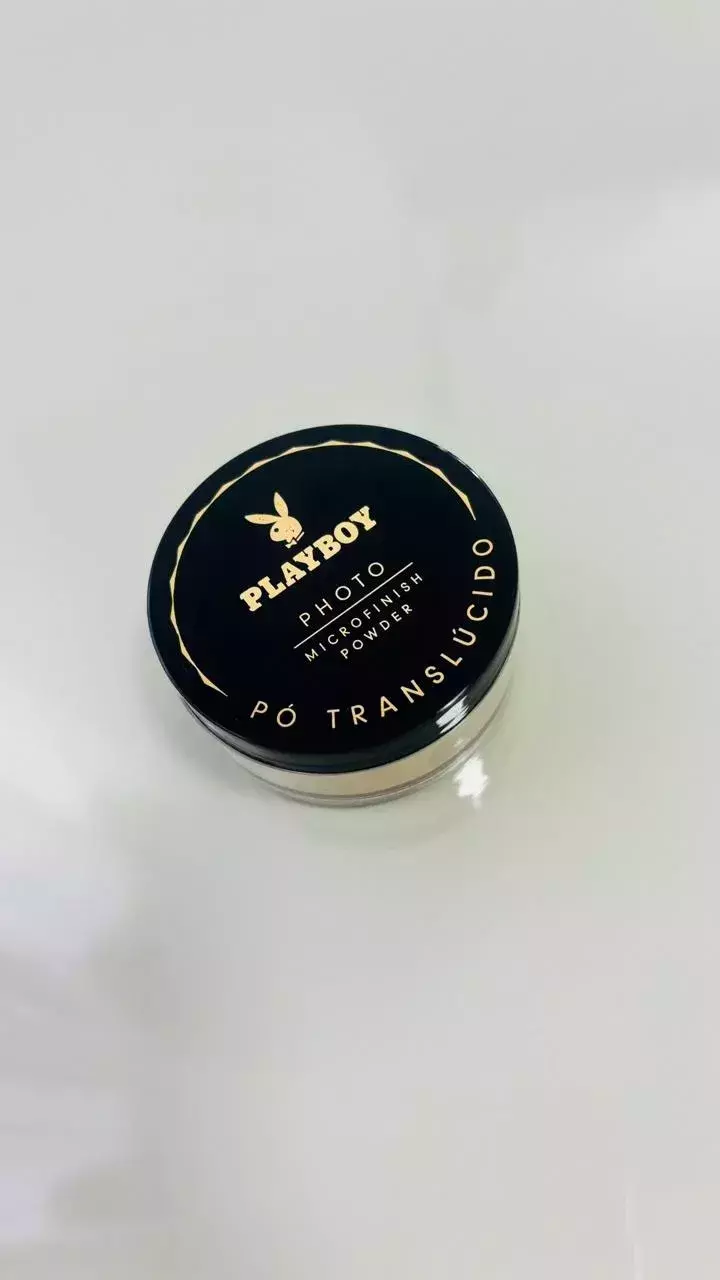 PLAYBOY
PHOTO
MICROFINISH
POWDER
PÓ TRANSLÚCIDO